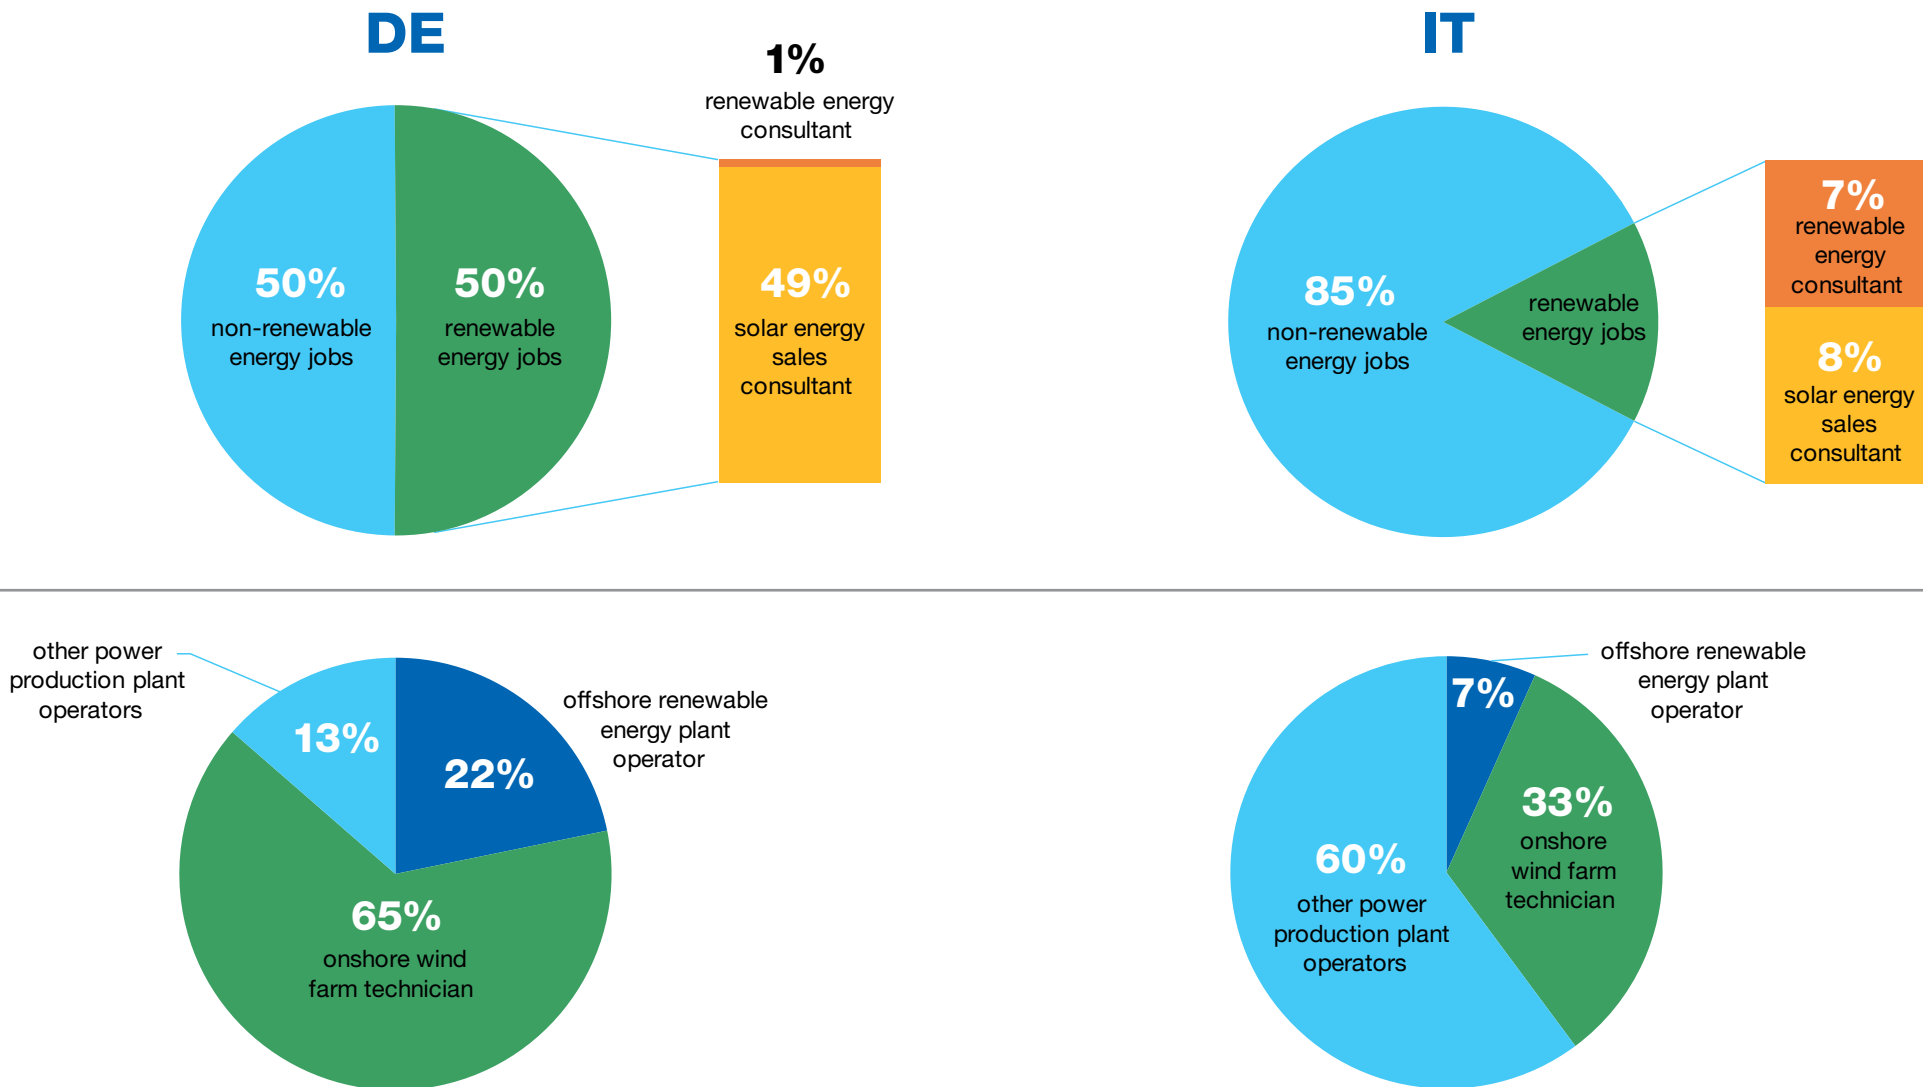 DE
1%
renewable energy
consultant
50%
non-renewable
energy jobs
50%
renewable
energy jobs
49%
solar energy
sales
consultant
IT
85%
non-renewable
energy jobs
renewable
energy jobs
7%
renewable
energy
consultant
8%
solar energy
sales
consultant
other power
production plant
operators
13%
22%
offshore renewable
energy plant
operator
65%
onshore wind
farm technician
7%
offshore renewable
energy plant
operator
33%
onshore
wind farm
technician
60%
other power
production plant
operators